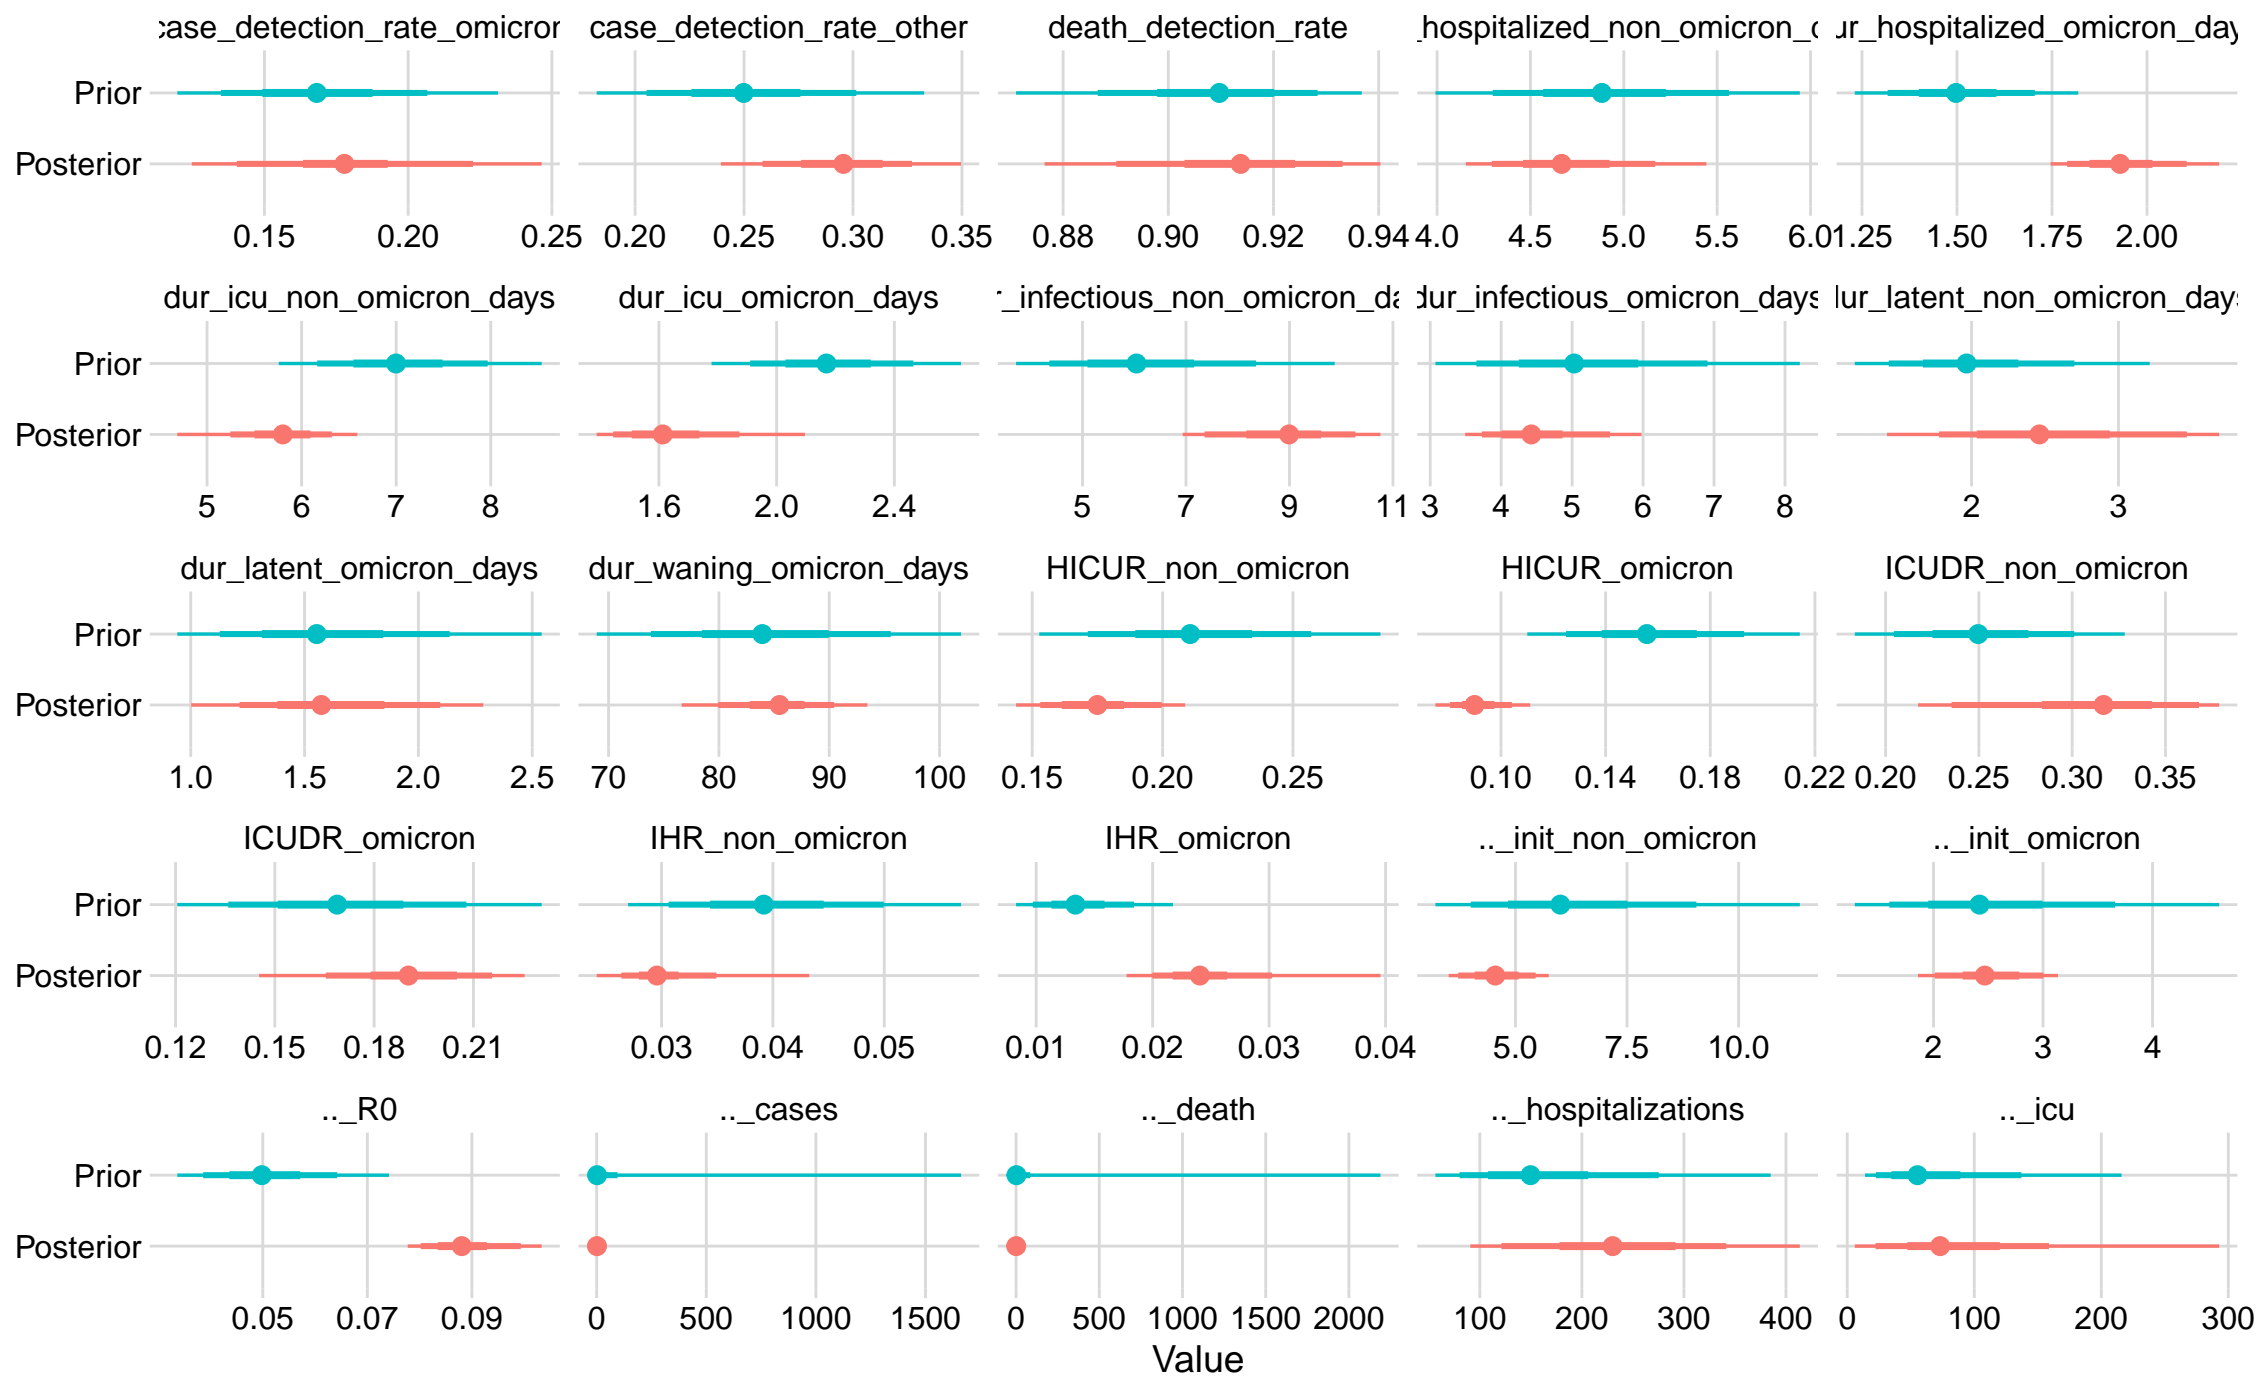 case_detection_rate_omicron case_detection_rate_other death_detection_rate _hospitalized_non_omicron_ ur_hospitalized_omicron_day
Prior
Posterior
0.15 0.20 0.25 0.20 0.25 0.30 0.35 0.88 0.90 0.92 0.94 4.0 4.5 5.0 5.5 6.0 1.25 1.50 1.75 2.00
dur_icu_non_omicron_days dur_icu_omicron_days r_infectious_non_omicron_da dur_infectious_omicron_days dur_latent_non_omicron_days
Prior
Posterior
5 6 7 8 1.6 2.0 2.4 5 7 9 11 3 4 5 6 7 8 2 3
dur_latent_omicron_days dur_waning_omicron_days HICUR_non_omicron HICUR_omicron ICUDR_non_omicron
Prior
Posterior
1.0 1.5 2.0 2.5 70 80 90 100 0.15 0.20 0.25 0.10 0.14 0.18 0.22 0.20 0.25 0.30 0.35
ICUDR_omicron IHR_non_omicron IHR_omicron .._init_non_omicron .._init_omicron
Prior
Posterior
0.12 0.15 0.18 0.21 0.03 0.04 0.05 0.01 0.02 0.03 0.04 5.0 7.5 10.0 2 3 4
.._R0 .._cases .._death .._hospitalizations .._icu
Prior
Posterior
0.05 0.07 0.09 0 500 1000 1500 0 500 1000 1500 2000 100 200 300 400 0 100 200 300
Value